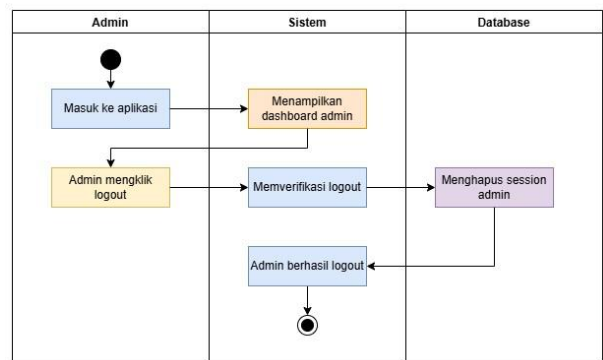 Admin
Sistem
Database
Masuk ke aplikasi
Menampilkan
dashboard admin
Admin mengklik
logout
Memverifikasi logout
Menghapus session
admin
Admin berhasil logout